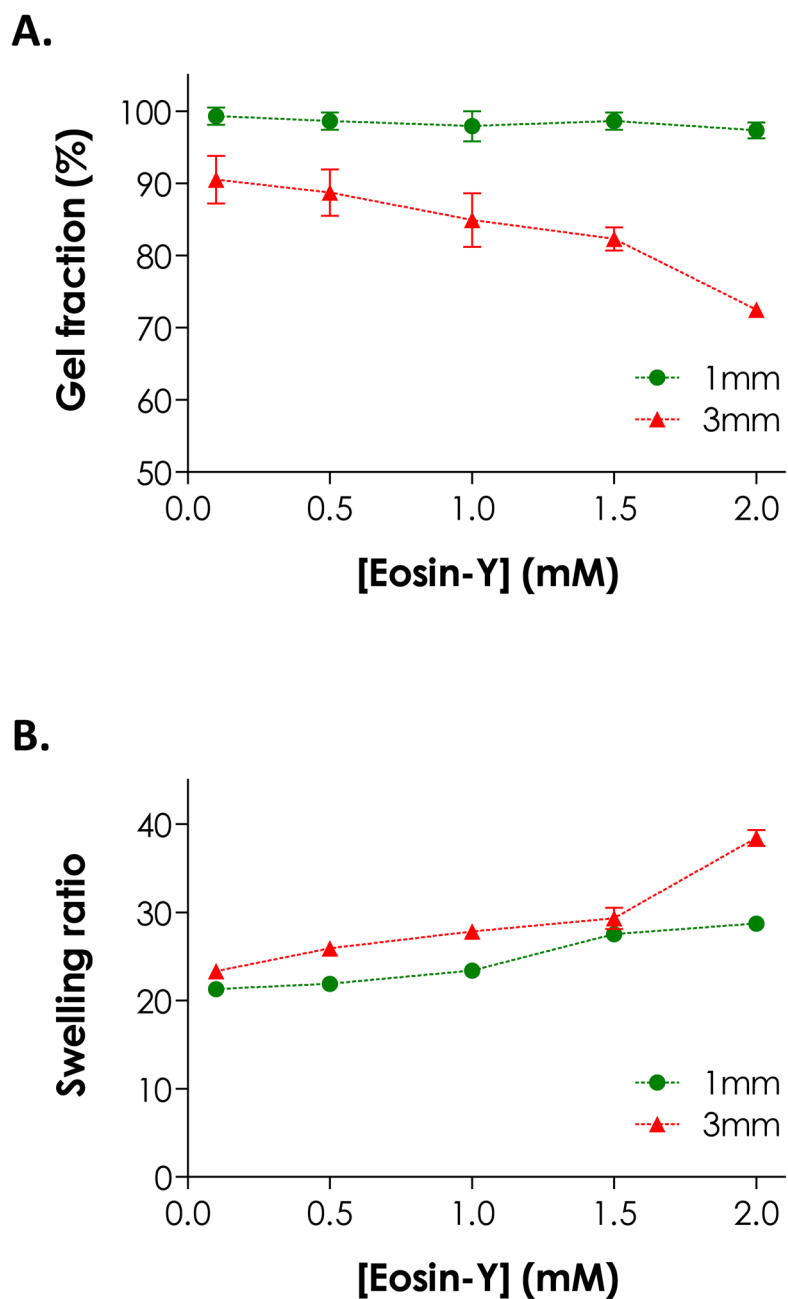 A.
Gel fraction (%)
100
90
80
70
60
50
0.0 0.5 1.0 1.5 2.0
1mm
3mm
[Eosin-Y] (mM)
B.
Swelling ratio
40
30
20
10
0
0.0 0.5 1.0 1.5 2.0
1mm
3mm
[Eosin-Y] (mM)